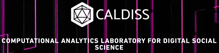 CALDISS
COMPUTATIONAL ANALYTICS LABORATORY FOR DIGITAL SOCIAL
SCIENCE